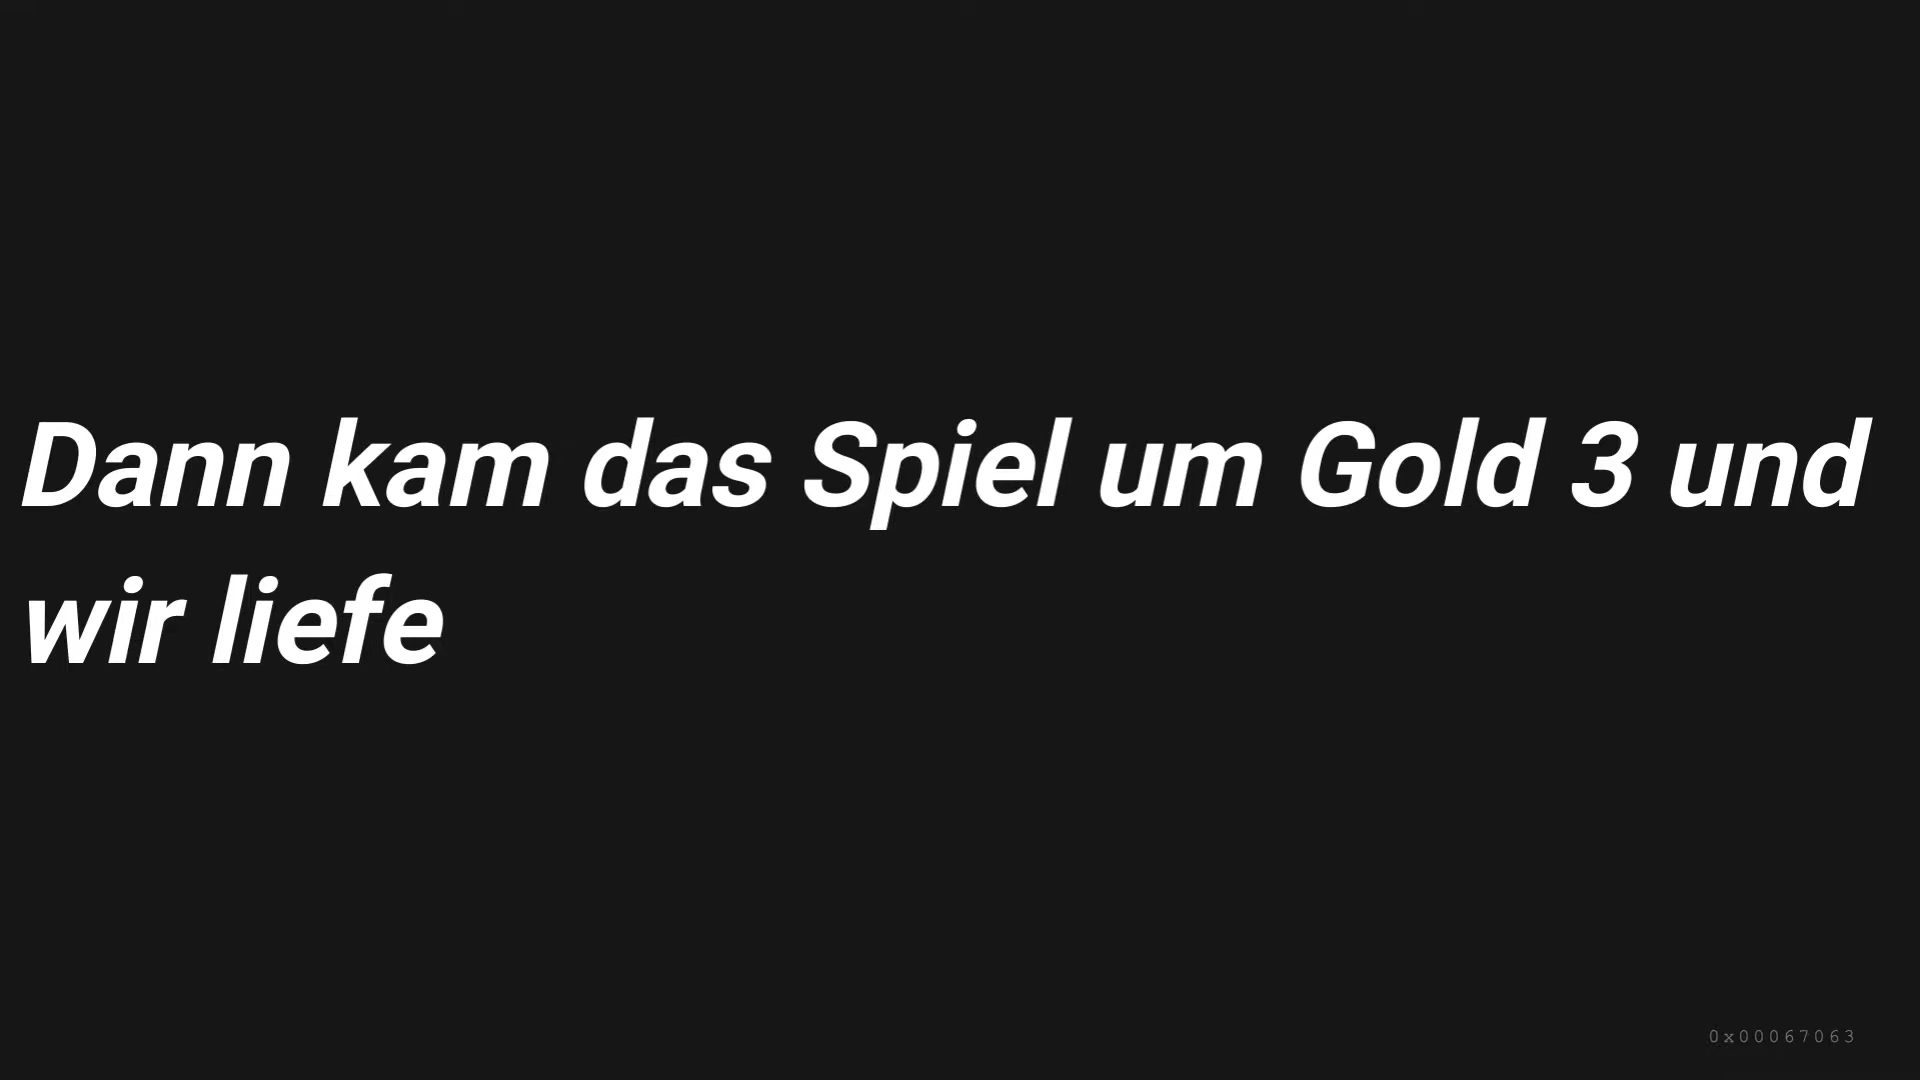 Dann kam das Spiel um Gold 3 und
wir liefe
0x00067063